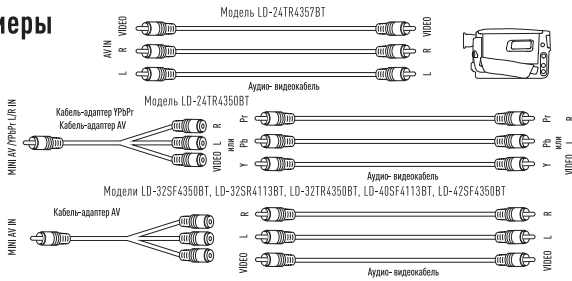 меры
Модель LD-24TR4357BT
AV IN
VIDEO
R
L
VIDEO
R
L
Аудио- видеокабель
Модель LD-24TR4350BT
MINI AV /YPbPr L/R IN
Кабель-адаптер YPbPr
Кабель-адаптер AV
VIDEO L R
или
Y Pb Pr
Y Pb Pr
или
VIDEO L R
Аудио- видеокабель
Модели LD-32SF4350BT, LD-32SR4113BT, LD-32TR4350BT, LD-40SF4113BT, LD-42SF4350BT
MINI AV IN
Кабель-адаптер AV
R
L
VIDEO
R
L
VIDEO
Аудио- видеокабель